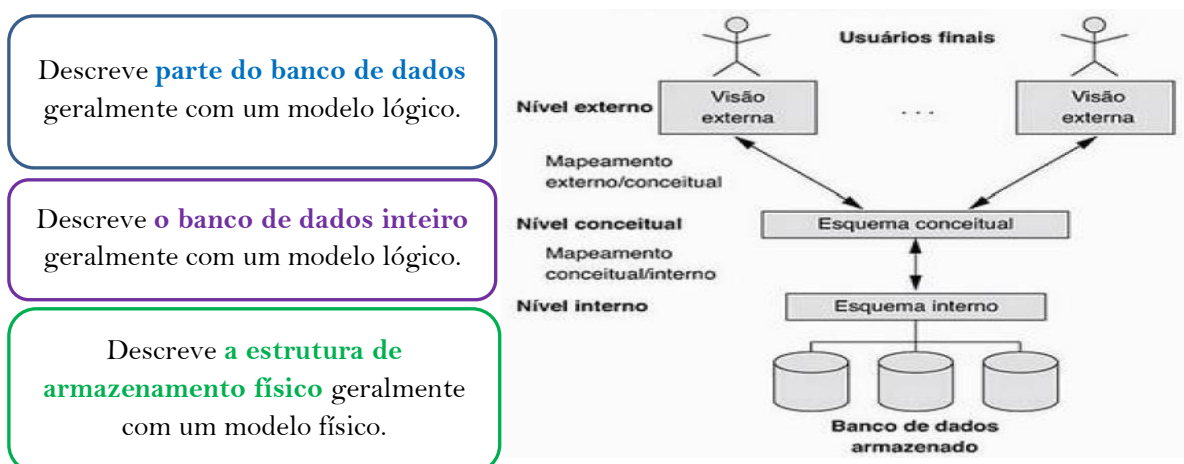 Descreve parte do banco de dados
geralmente com um modelo lógico.
Descreve o banco de dados inteiro
geralmente com um modelo lógico.
Descreve a estrutura de
armazenamento físico geralmente
com um modelo físico.
Usuários finais
Nível externo
Visão
externa
. . .
Visão
externa
Mapeamento
externo/conceitual
Nível conceitual
Esquema conceitual
Mapeamento
conceitual/interno
Nível interno
Esquema interno
Banco de dados
armazenado